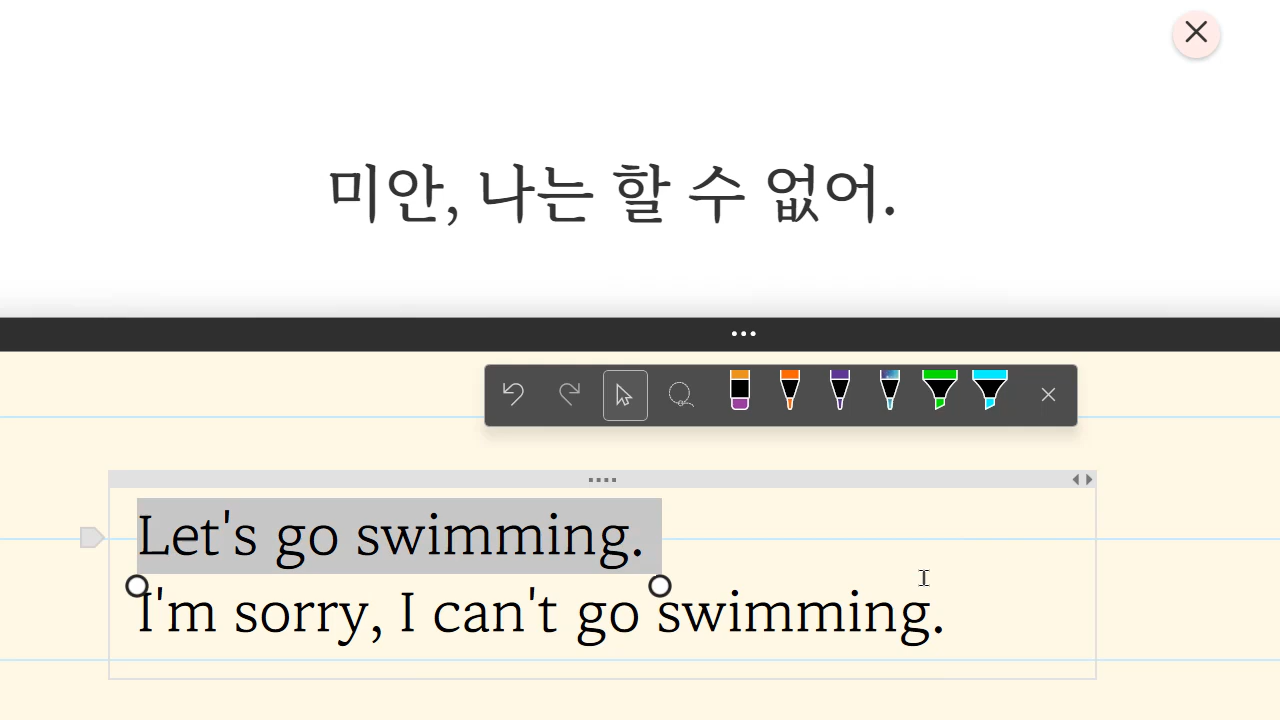 미안, 나는 할 수 없어.
Let's go swimming.
I'm sorry, I can't go swimming.